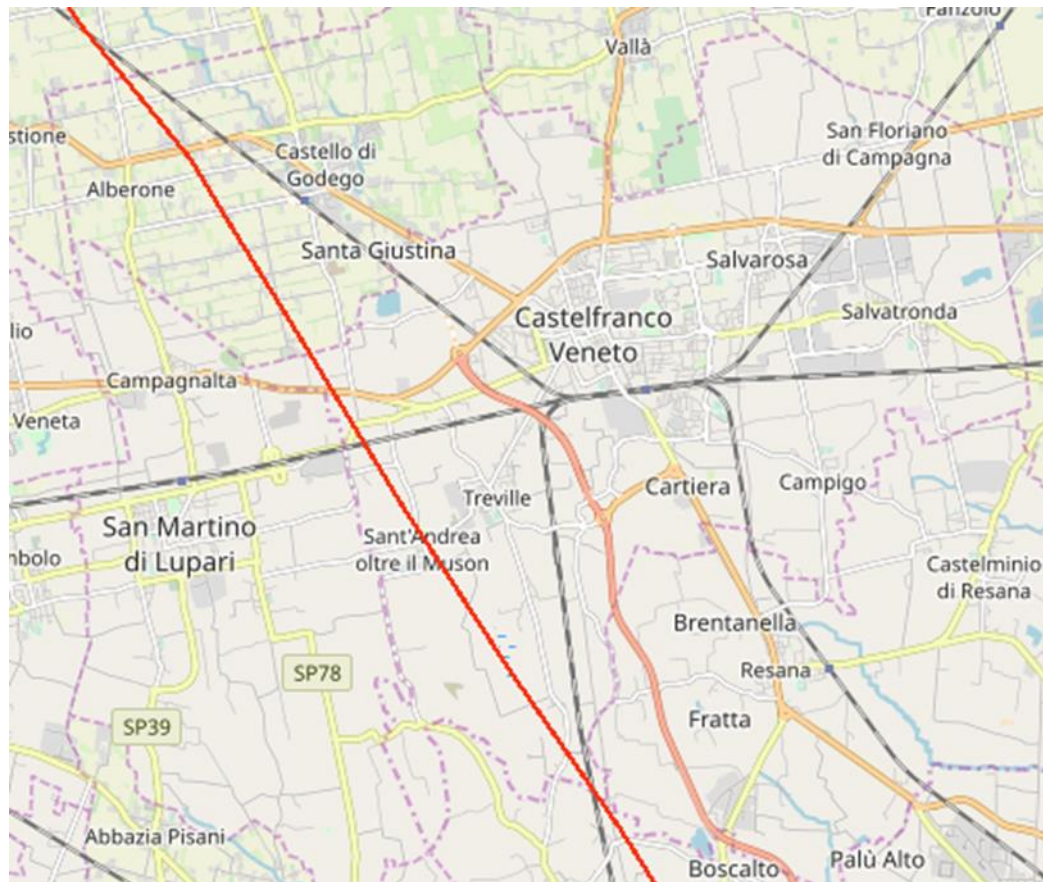 Vallà
San Floriano
di Campagna
stione
Castello di
Godego
Alberone
Santa Giustina
Salvarosa
Castelfranco
Veneto
Salvatronda
lio
Campagnalta
Veneta
Treville
Cartiera
Campigo
San Martino
di Lupari
Sant'Andrea
oltre il Muson
nbolo
Castelminio
di Resana
Brentanella
Resana
SP78
Fratta
SP39
Abbazia Pisani
Boscalto
Palù Alto